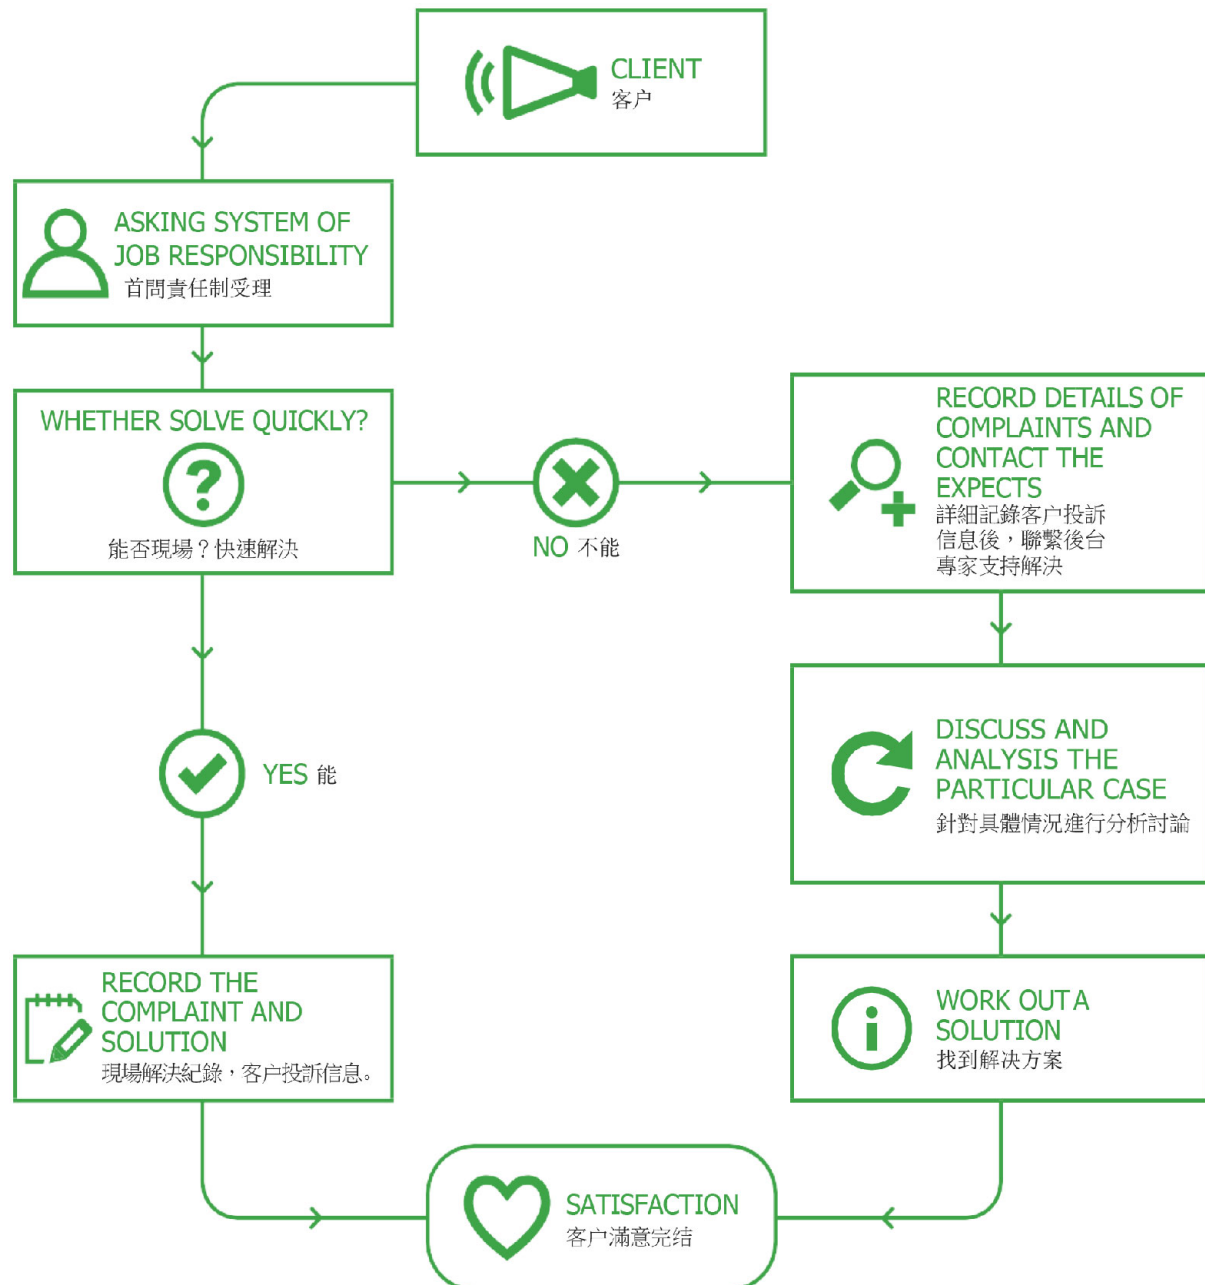 CLIENT
客户
ASKING SYSTEM OF
JOB RESPONSIBILITY
首問責任制受理
WHETHER SOLVE QUICKLY?
?
能否現場？快速解決
NO 不能
RECORD DETAILS OF
COMPLAINTS AND
CONTACT THE
EXPECTS
詳細記錄客户投訴
信息後，聯繫後台
專家支持解決
YES 能
DISCUSS AND
ANALYSIS THE
PARTICULAR CASE
針對具體情況進行分析討論
RECORD THE
COMPLAINT AND
SOLUTION
現場解決紀錄，客户投訴信息。
WORK OUT A
SOLUTION
找到解決方案
SATISFACTION
客户滿意完结